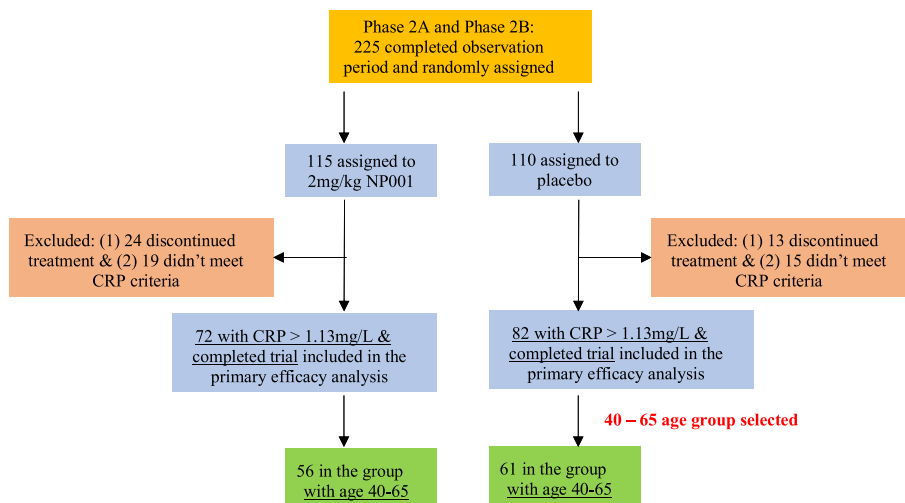 Phase 2A and Phase 2B:
225 completed observation
period and randomly assigned
115 assigned to
2mg/kg NP001
110 assigned to
placebo
Excluded: (1) 24 discontinued
treatment & (2) 19 didn’t meet
CRP criteria
Excluded: (1) 13 discontinued
treatment & (2) 15 didn’t meet
CRP criteria
72 with CRP > 1.13mg/L &
completed trial included in the
primary efficacy analysis
82 with CRP > 1.13mg/L &
completed trial included in the
primary efficacy analysis
40 – 65 age group selected
56 in the group
with age 40-65
61 in the group
with age 40-65